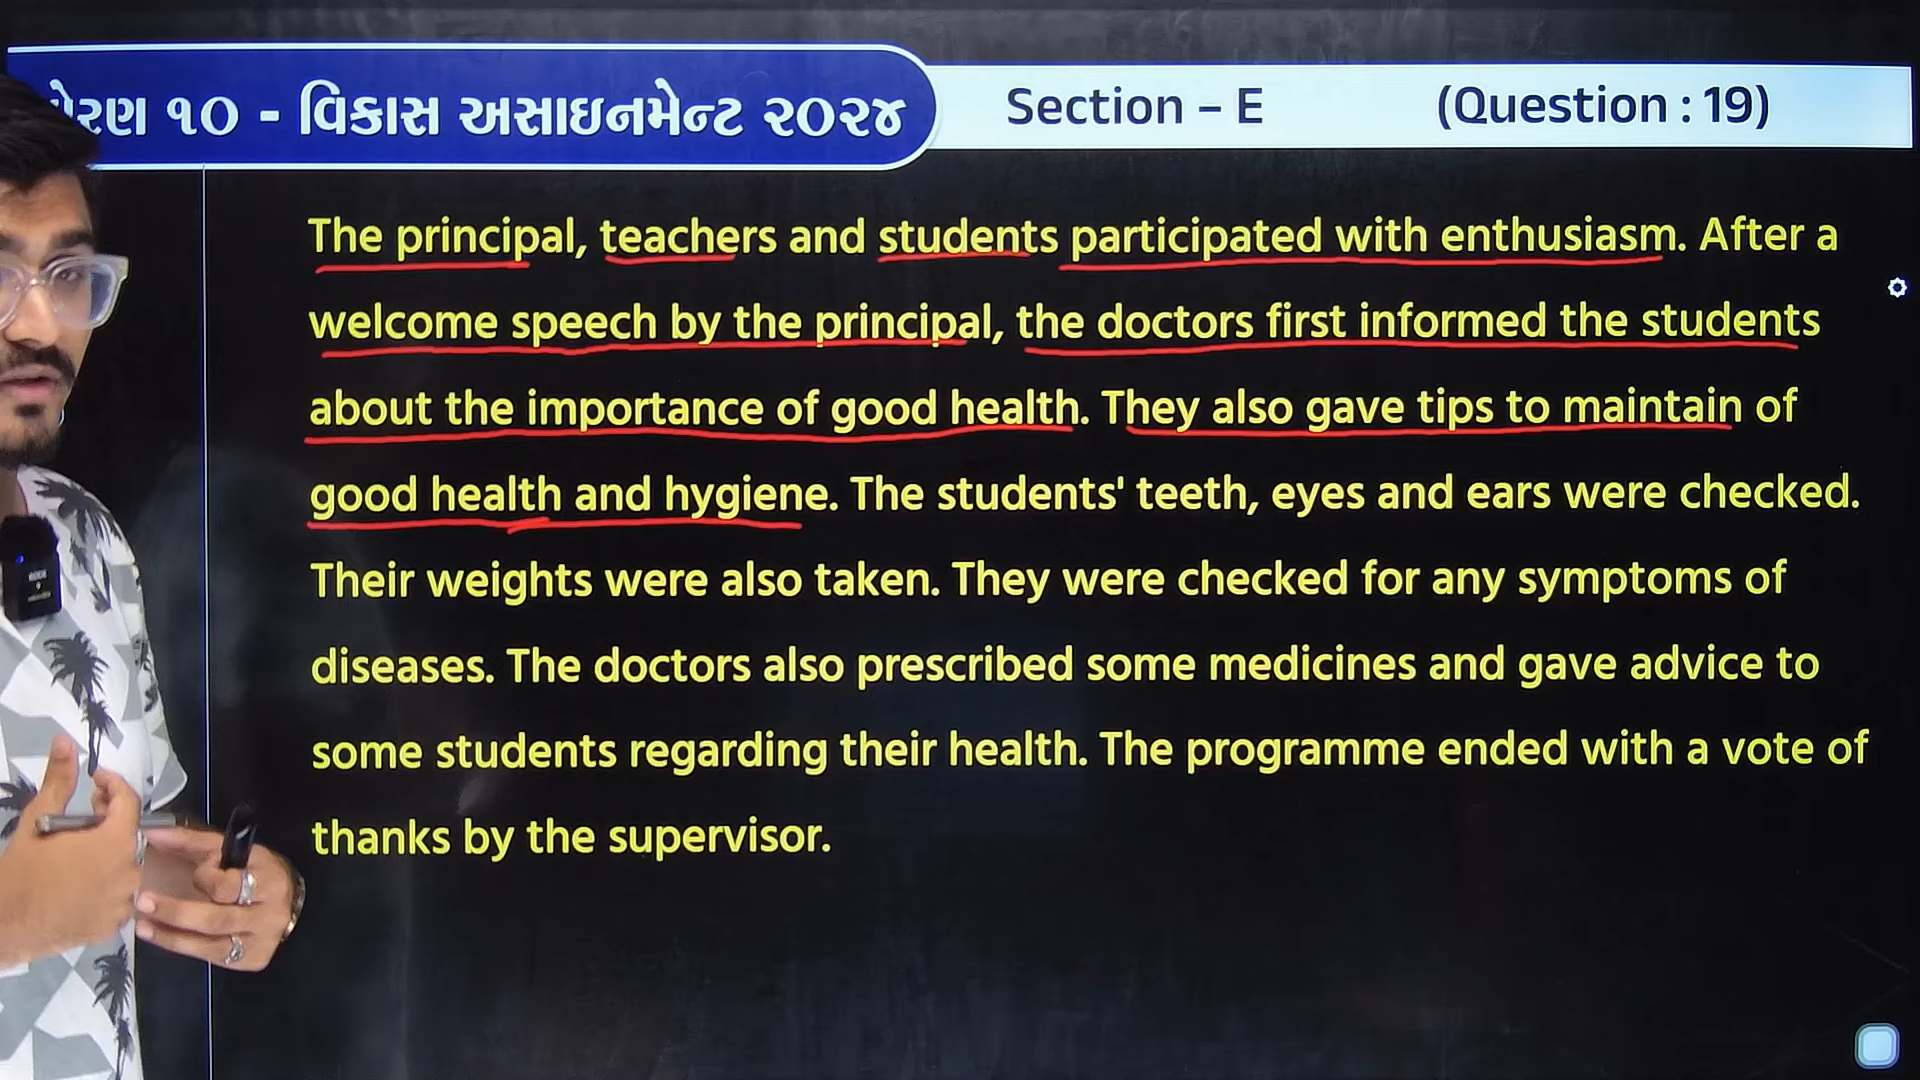 ૧૦ - વિકાસ અસાઇનમેન્ટ ૨૦૨૪
Section – E (Question : 19)
The principal, teachers and students participated with enthusiasm. After a
welcome speech by the principal, the doctors first informed the students
about the importance of good health. They also gave tips to maintain of
good health and hygiene. The students' teeth, eyes and ears were checked.
Their weights were also taken. They were checked for any symptoms of
diseases. The doctors also prescribed some medicines and gave advice to
some students regarding their health. The programme ended with a vote of
thanks by the supervisor.